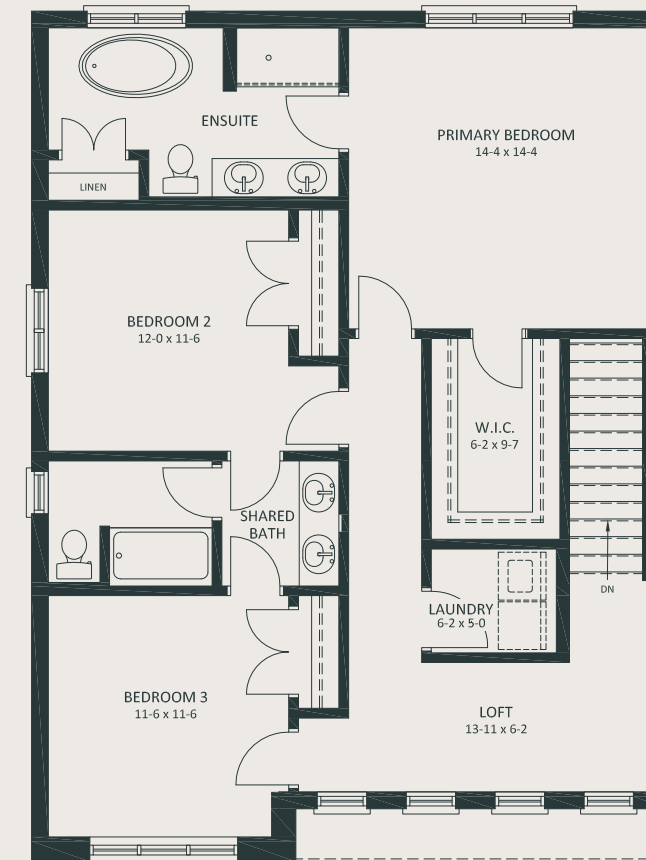 ENSUITE
PRIMARY BEDROOM
14-4 x 14-4
LINEN
BEDROOM 2
12-0 x 11-6
W.I.C.
6-2 x 9-7
SHARED
BATH
DN
LAUNDRY
6-2 x 5-0
BEDROOM 3
11-6 x 11-6
LOFT
13-11 x 6-2